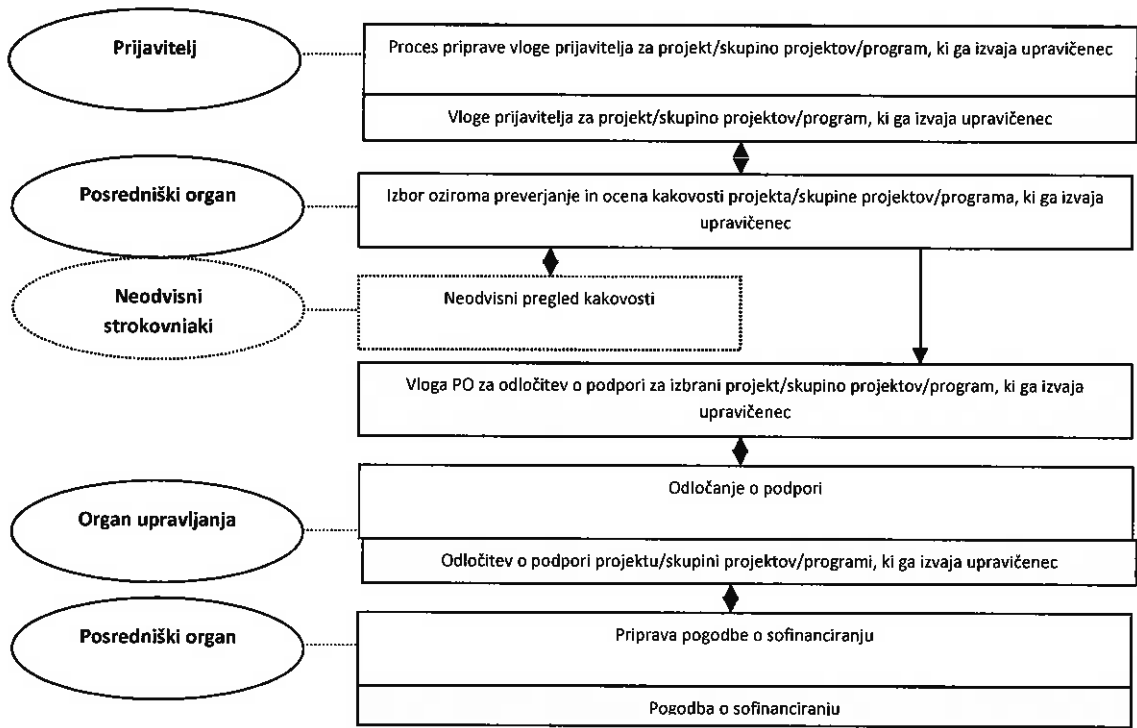 Prijavitelj
Proces priprave vloge prijavitelja za projekt/skupino projektov/program, ki ga izvaja upravičenec
Vloge prijavitelja za projekt/skupino projektov/program, ki ga izvaja upravičenec
Posredniški organ
Izbor oziroma preverjanje in ocena kakovosti projekta/skupine projektov/programa, ki ga izvaja
upravičenec
Neodvisni
strokovniaki
Neodvisni pregled kakovosti
Vloga PO za odločitev o podpori za izbrani projekt/skupino projektov/program, ki ga izvaja
upravičenec
Organ upravljanja
Odločanje o podpori
Odločitev o podpori projektu/skupini projektov/programi, ki ga izvaja upravičenec
Posredniški organ
Priprava pogodbe o sofinanciranju
Pogodba o sofinanciranju